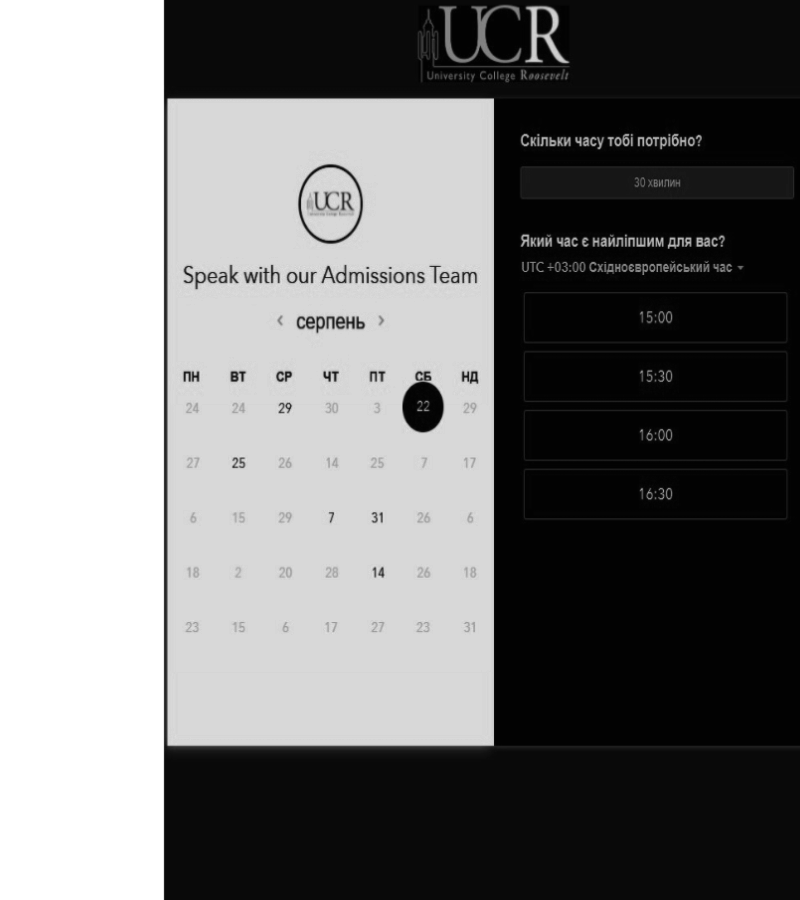 UCR
University College Roosevelt
UCR
Speak with our Admissions Team
‹ серпень ›
ПН ВТ СР ЧТ ПТ СБ НД
24 24 29 30 3 22 29
27 25 26 14 25 7 17
6 15 29 7 31 26 6
18 2 20 28 14 26 18
23 15 6 17 27 23 31
Скільки часу тобі потрібно?
30 хвилин
Який час є найліпшим для вас?
UTC +03:00 Східноєвропейський час
15:00
15:30
16:00
16:30